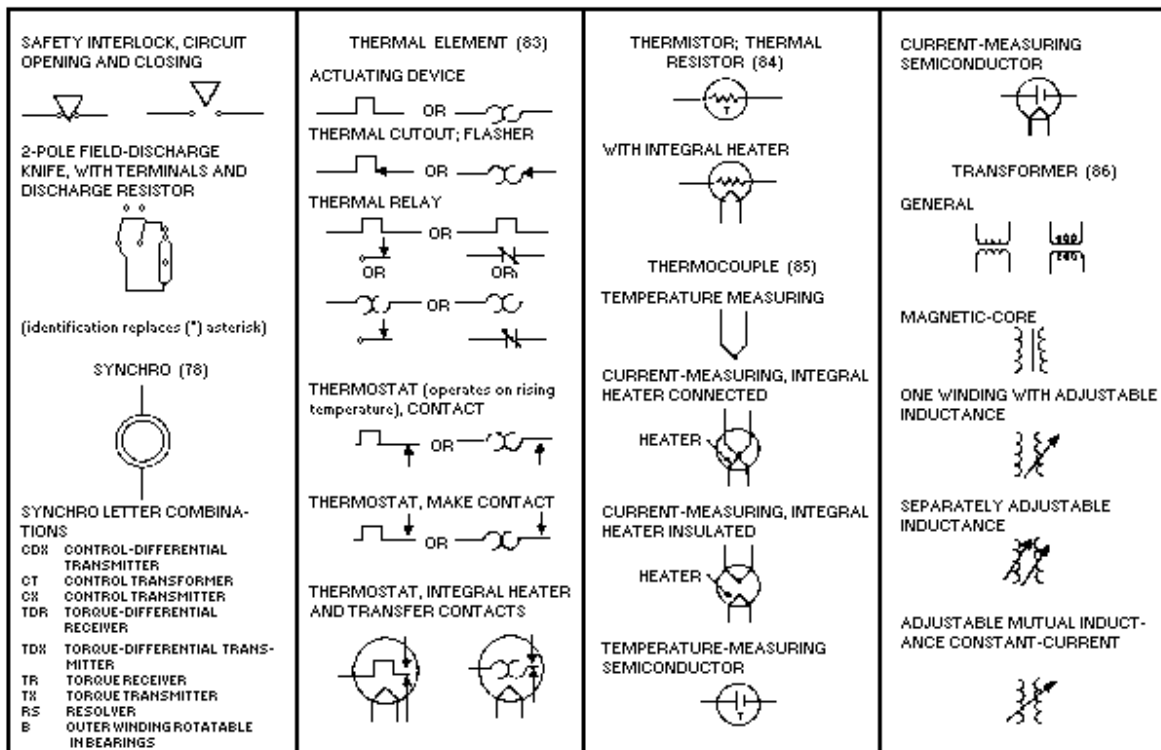 SAFETY INTERLOCK, CIRCUIT
OPENING AND CLOSING
2-POLE FIELD-DISCHARGE
KNIFE, WITH TERMINALS AND
DISCHARGE RESISTOR
(identification replaces (*) asterisk)
SYNCHRO (78)
SYNCHRO LETTER COMBINA-
TIONS
CDX CONTROL-DIFFERENTIAL
TRANSMITTER
CT CONTROL TRANSFORMER
CX CONTROL TRANSMITTER
TDR TORQUE-DIFFERENTIAL
RECEIVER
TDX TORQUE-DIFFERENTIAL TRANS-
MITTER
TR TORQUE RECEIVER
TX TORQUE TRANSMITTER
RS RESOLVER
B OUTER WINDING ROTATABLE
IN BEARINGS
THERMAL ELEMENT (83)
ACTUATING DEVICE
OR
THERMAL CUTOUT; FLASHER
OR
THERMAL RELAY
OR
OR OR
OR
THERMOSTAT (operates on rising
temperature), CONTACT
OR
THERMOSTAT, MAKE CONTACT
OR
THERMOSTAT, INTEGRAL HEATER
AND TRANSFER CONTACTS
THERMISTOR; THERMAL
RESISTOR (84)
T
WITH INTEGRAL HEATER
THERMOCOUPLE (85)
TEMPERATURE MEASURING
CURRENT-MEASURING, INTEGRAL
HEATER CONNECTED
HEATER
CURRENT-MEASURING, INTEGRAL
HEATER INSULATED
HEATER
TEMPERATURE-MEASURING
SEMICONDUCTOR
T
CURRENT-MEASURING
SEMICONDUCTOR
TRANSFORMER (86)
GENERAL
MAGNETIC-CORE
ONE WINDING WITH ADJUSTABLE
INDUCTANCE
SEPARATELY ADJUSTABLE
INDUCTANCE
ADJUSTABLE MUTUAL INDUCT-
ANCE CONSTANT-CURRENT